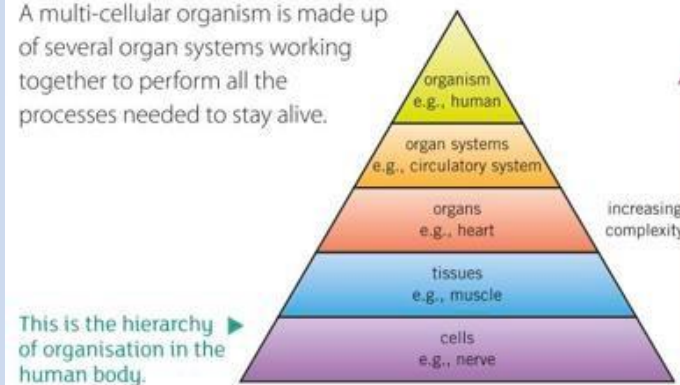 A multi-cellular organism is made up
of several organ systems working
together to perform all the
processes needed to stay alive.
organism
e.g., human
organ systems
e.g., circulatory system
organs
e.g., heart
increasing
complexity
tissues
e.g., muscle
cells
e.g., nerve
This is the hierarchy
of organisation in the
human body.